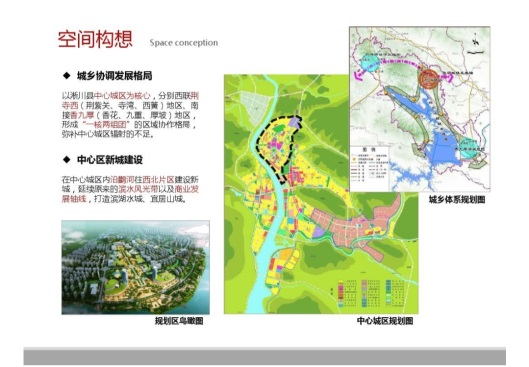 空间构想 Space conception
◆ 城乡协调发展格局
以淅川县中心城区为核心，分别西联荆
寺西（荆紫关、寺湾、西簧）地区、南
接香九厚（香花、九重、厚坡）地区，
形成“一核两组团”的区域协作格局，
弥补中心城区辐射的不足。
◆ 中心区新城建设
在中心城区内沿鹳河往西北片区建设新
城，延续原来的滨水风光带以及商业发
展轴线，打造滨湖水城、宜居山城。
规划区鸟瞰图
中心城区规划图
城乡体系规划图
图例